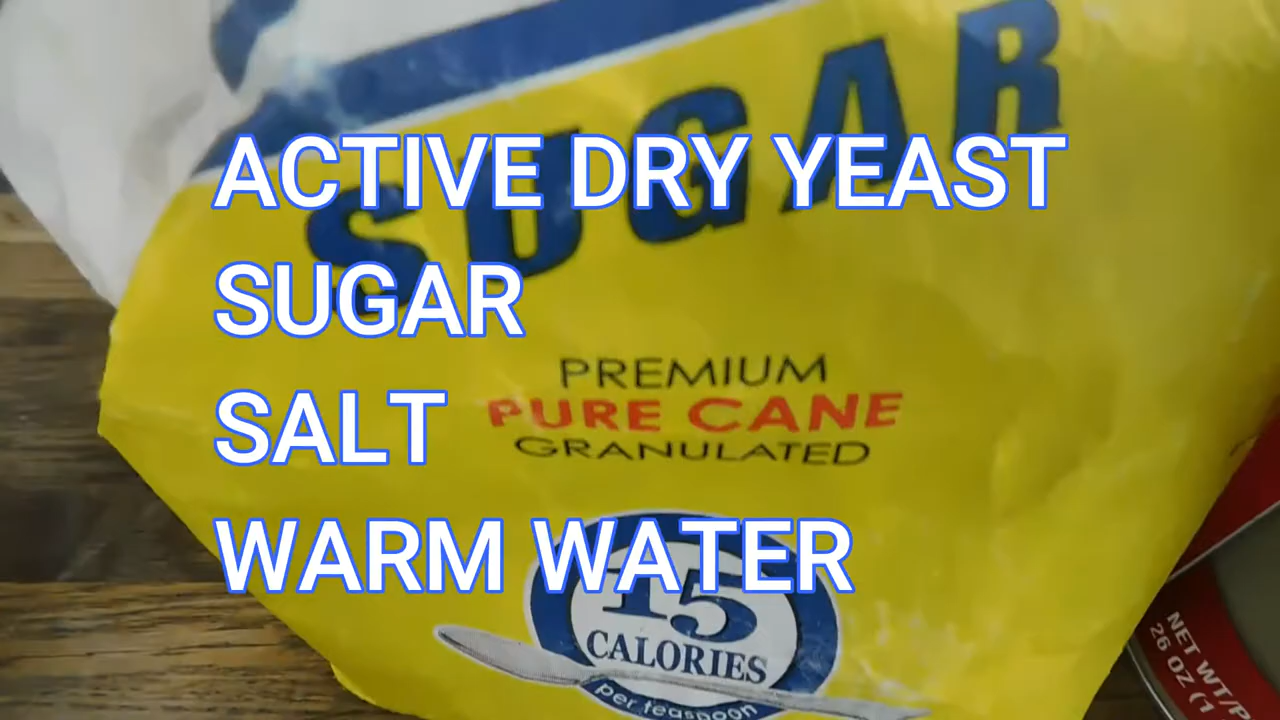 SUGAR
ACTIVE DRY YEAST
SUGAR
SALT
WARM WATER
PREMIUM
PURE CANE
GRANULATED
15
CALORIES
per teaspoon
NET WT/P
26 OZ (1